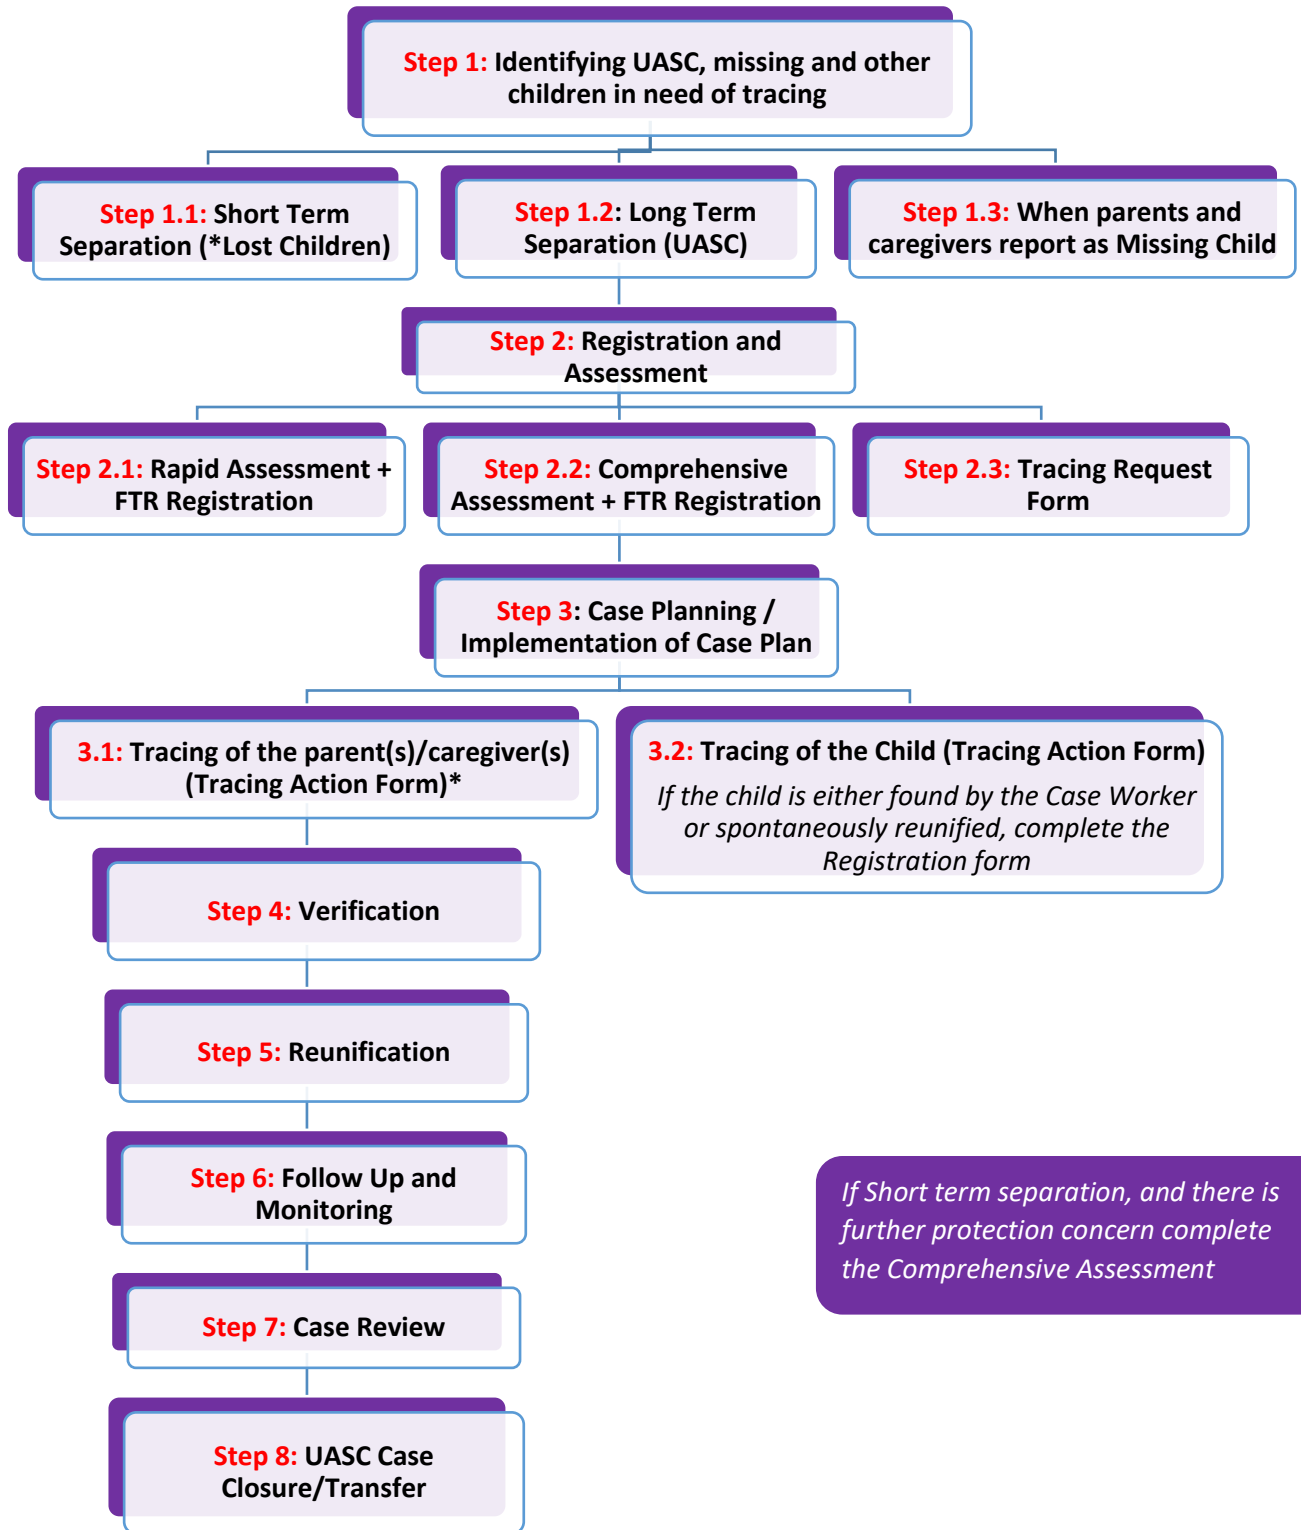 Step 1: Identifying UASC, missing and other
children in need of tracing
Step 1.1: Short Term
Separation (*Lost Children)
Step 1.2: Long Term
Separation (UASC)
Step 1.3: When parents and
caregivers report as Missing Child
Step 2: Registration and
Assessment
Step 2.1: Rapid Assessment +
FTR Registration
Step 2.2: Comprehensive
Assessment + FTR Registration
Step 2.3: Tracing Request
Form
Step 3: Case Planning /
Implementation of Case Plan
3.1: Tracing of the parent(s)/caregiver(s)
(Tracing Action Form)*
3.2: Tracing of the Child (Tracing Action Form)
If the child is either found by the Case Worker
or spontaneously reunified, complete the
Registration form
Step 4: Verification
Step 5: Reunification
Step 6: Follow Up and
Monitoring
If Short term separation, and there is
further protection concern complete
the Comprehensive Assessment
Step 7: Case Review
Step 8: UASC Case
Closure/Transfer